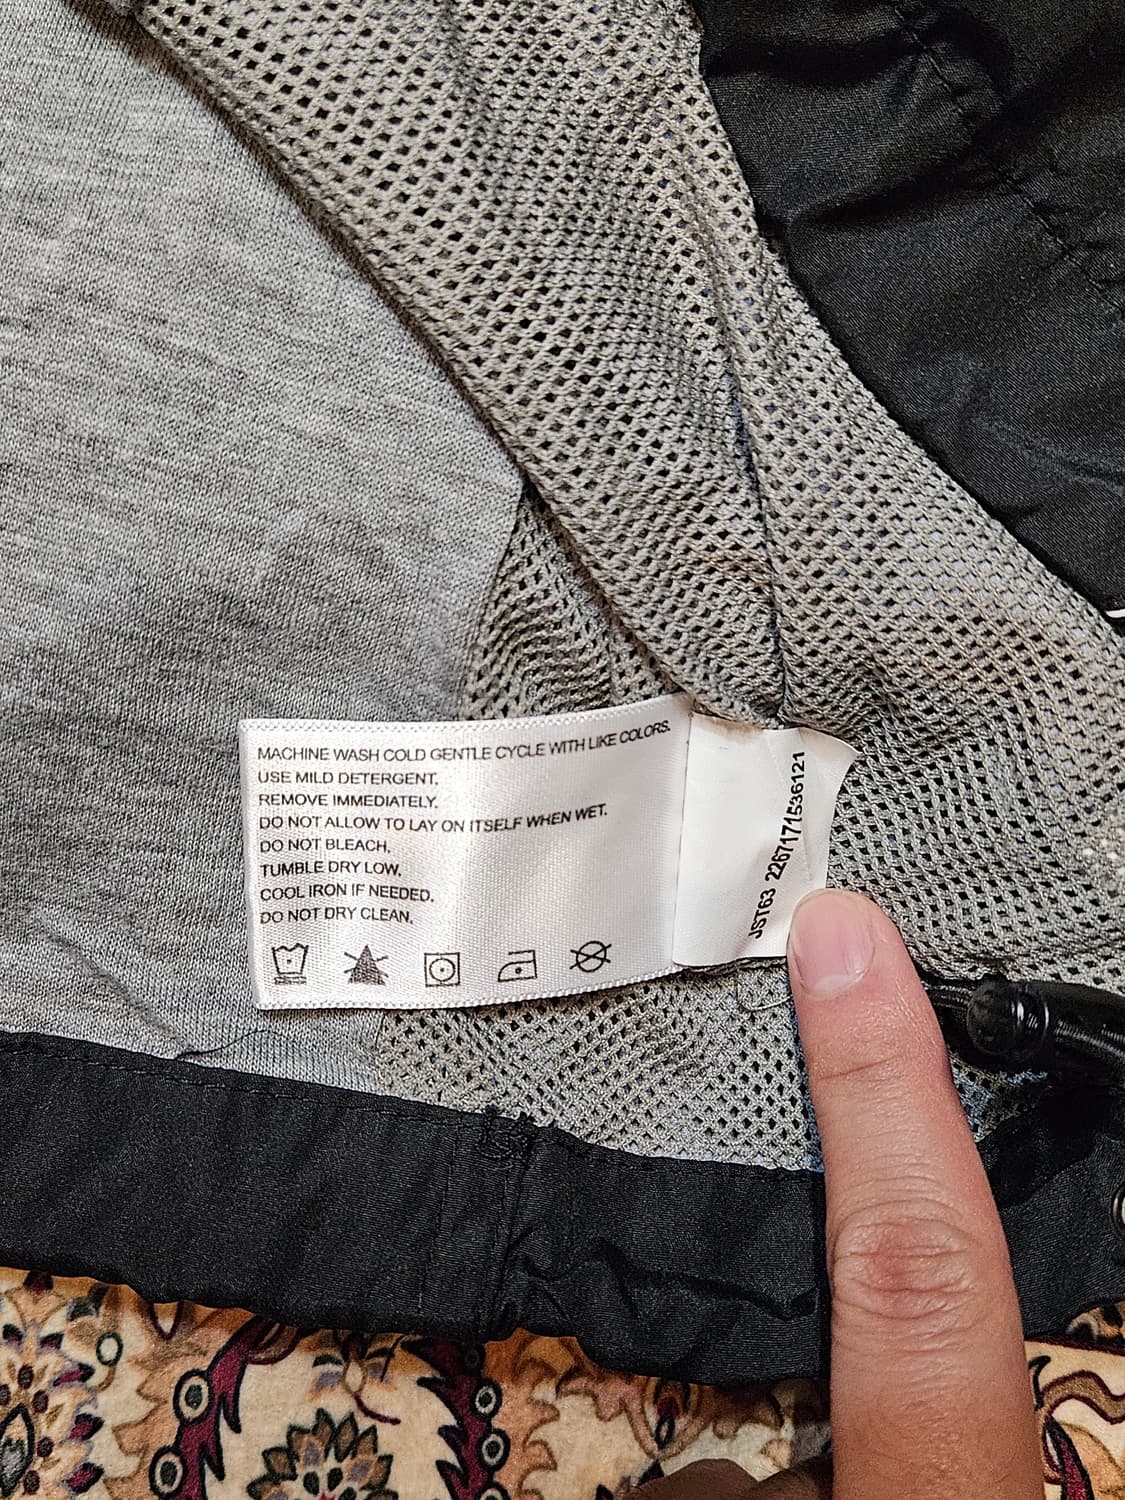 MACHINE WASH COLD GENTLE CYCLE WITH LIKE COLORS.
USE MILD DETERGENT.
REMOVE IMMEDIATELY.
DO NOT ALLOW TO LAY ON ITSELF WHEN WET.
DO NOT BLEACH.
TUMBLE DRY LOW.
COOL IRON IF NEEDED.
DO NOT DRY CLEAN.
JST63 2267171536121